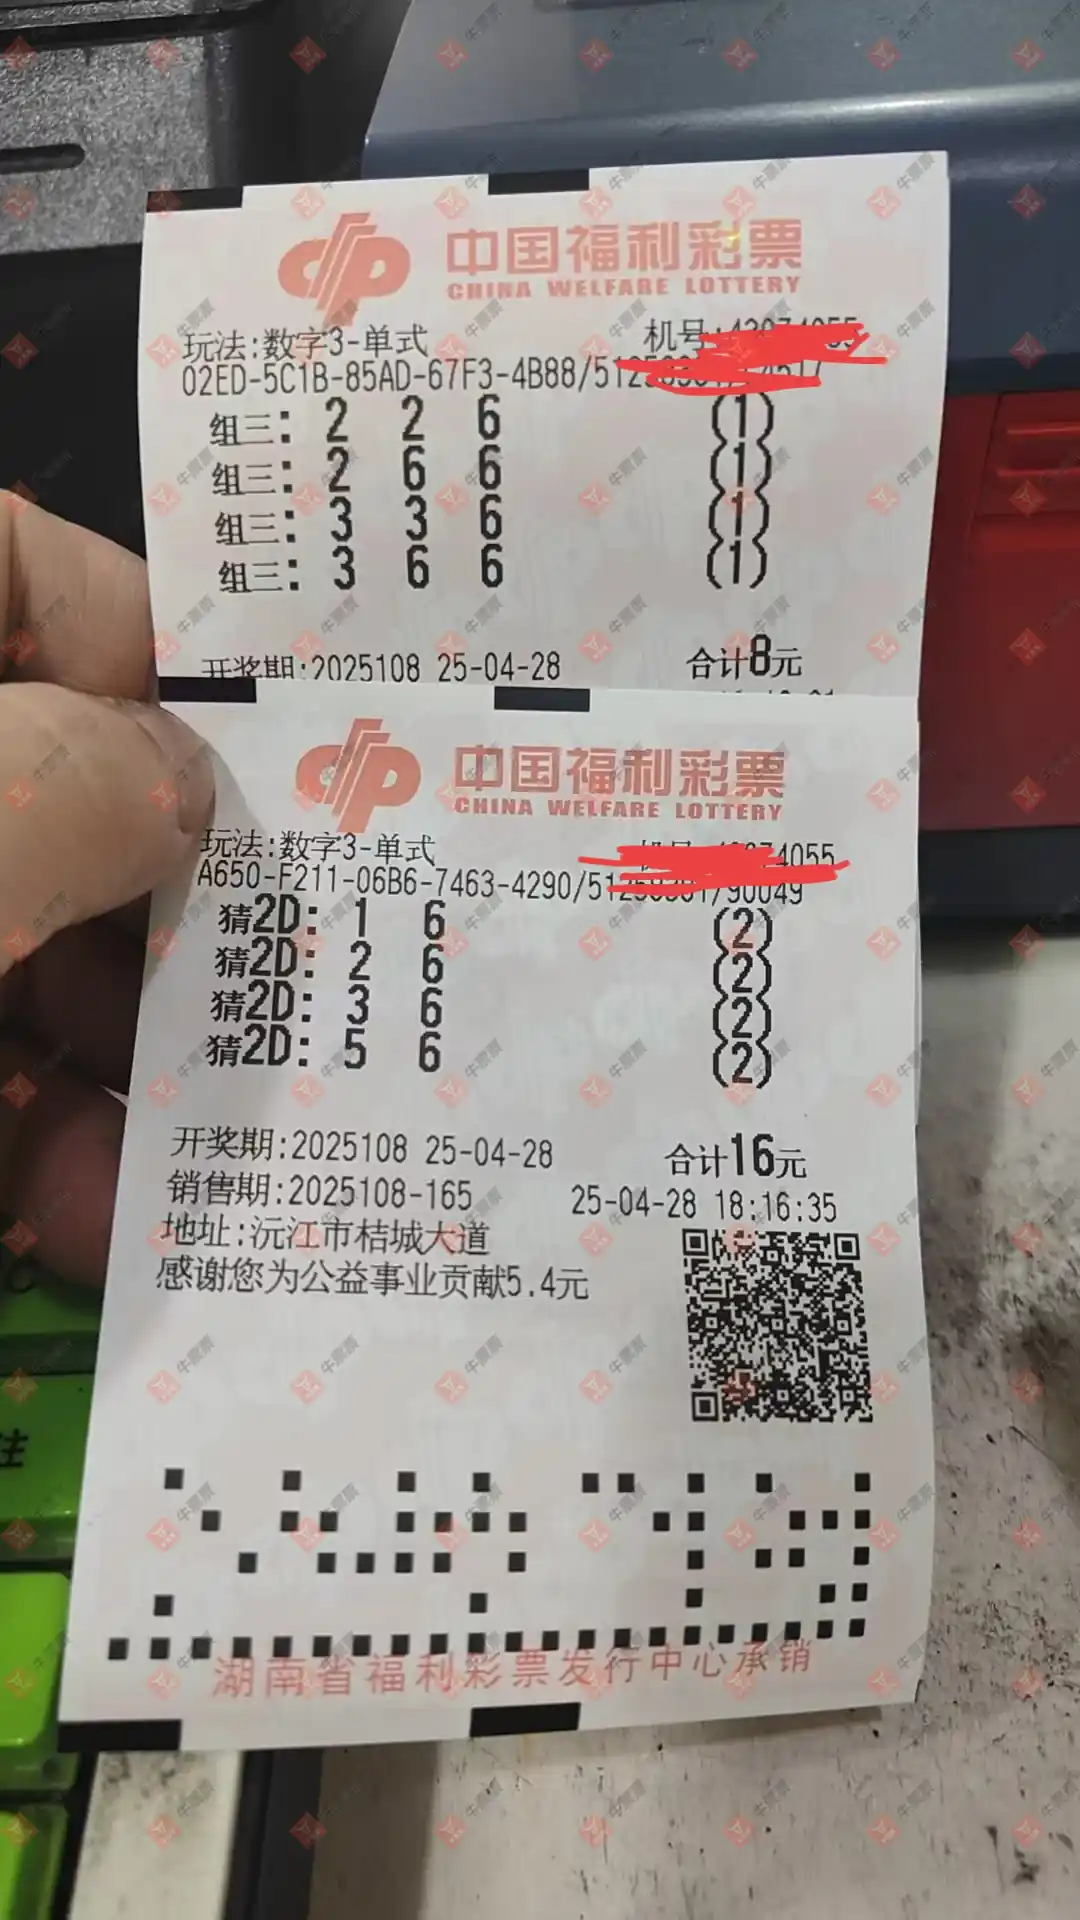 中国福利彩票
CHINA WELFARE LOTTERY
玩法:数字3-单式 机号:
02ED-5C1B-85AD-67F3-4B88/
组三: 2 2 6 (1)
组三: 2 6 6 (1)
组三: 3 3 6 (1)
组三: 3 6 6 (1)
开奖期:2025108 25-04-28 合计8元
中国福利彩票
CHINA WELFARE LOTTERY
玩法:数字3-单式 4055
A650-F211-06B6-7463-4290/ /90049
猜2D: 1 6 (2)
猜2D: 2 6 (2)
猜2D: 3 6 (2)
猜2D: 5 6 (2)
开奖期:2025108 25-04-28 合计16元
销售期:2025108-165 25-04-28 18:16:35
地址:沅江市桔城大道
感谢您为公益事业贡献5.4元
湖南省福利彩票发行中心承销
牛票票